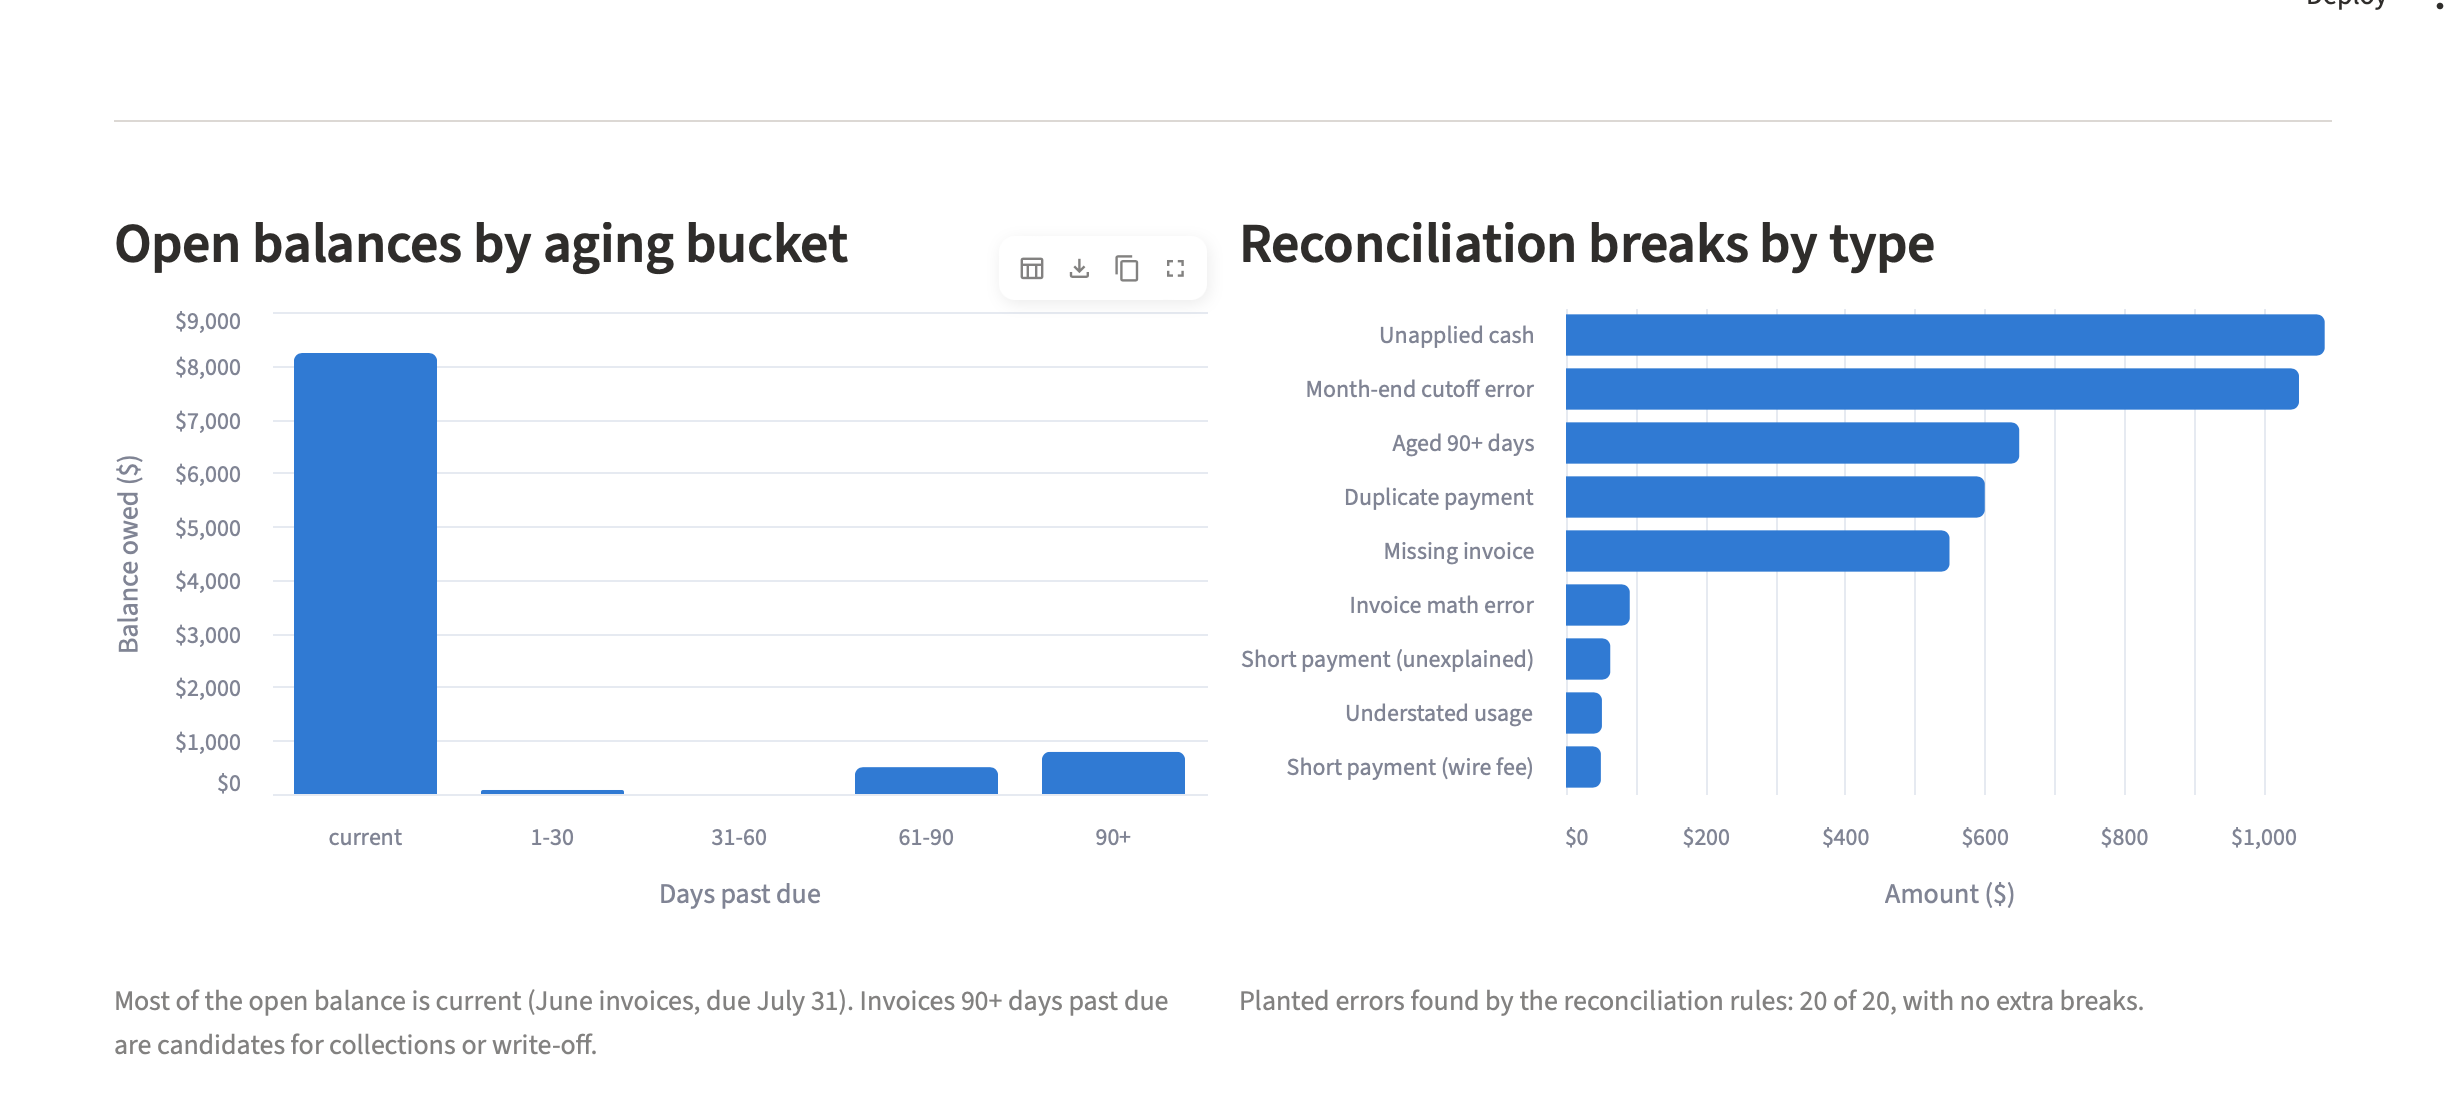 Deploy
Open balances by aging bucket
$9,000
$8,000
$7,000
$6,000
$5,000
$4,000
$3,000
$2,000
$1,000
$0
Balance owed ($)
current
1-30
31-60
61-90
90+
Days past due
Most of the open balance is current (June invoices, due July 31). Invoices 90+ days past due
are candidates for collections or write-off.
Reconciliation breaks by type
Unapplied cash
Month-end cutoff error
Aged 90+ days
Duplicate payment
Missing invoice
Invoice math error
Short payment (unexplained)
Understated usage
Short payment (wire fee)
$0
$200
$400
$600
$800
$1,000
Amount ($)
Planted errors found by the reconciliation rules: 20 of 20, with no extra breaks.